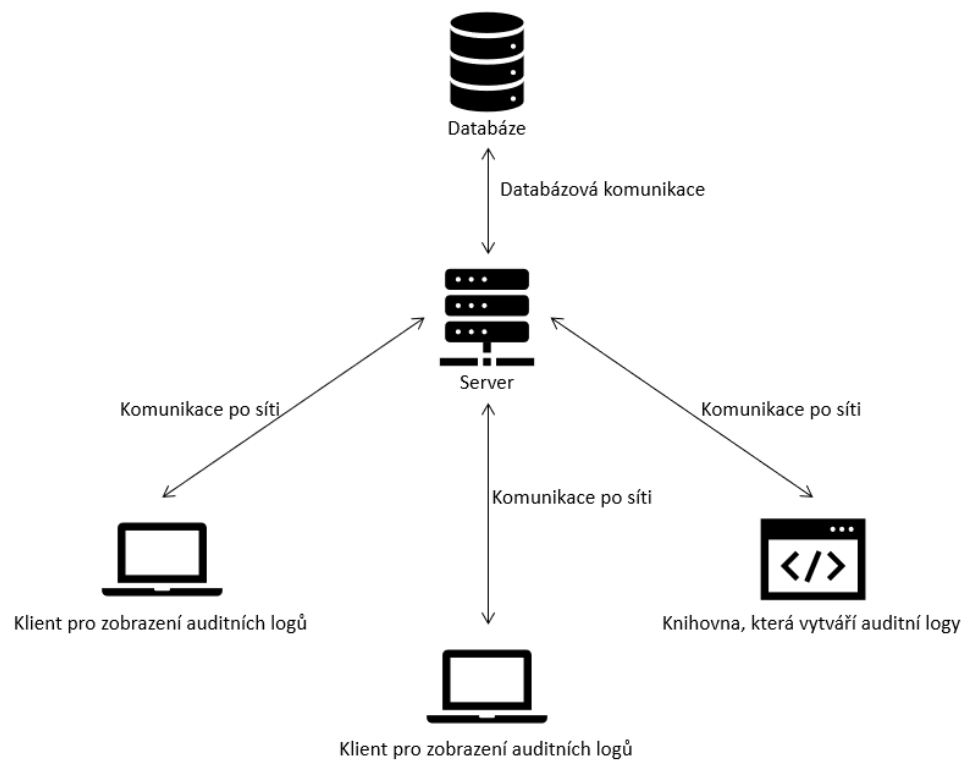 Databáze
Databázová komunikace
Server
Komunikace po síti
Komunikace po síti
Komunikace po síti
</>
Klient pro zobrazení auditních logů
Knihovna, která vytváří auditní logy
Klient pro zobrazení auditních logů